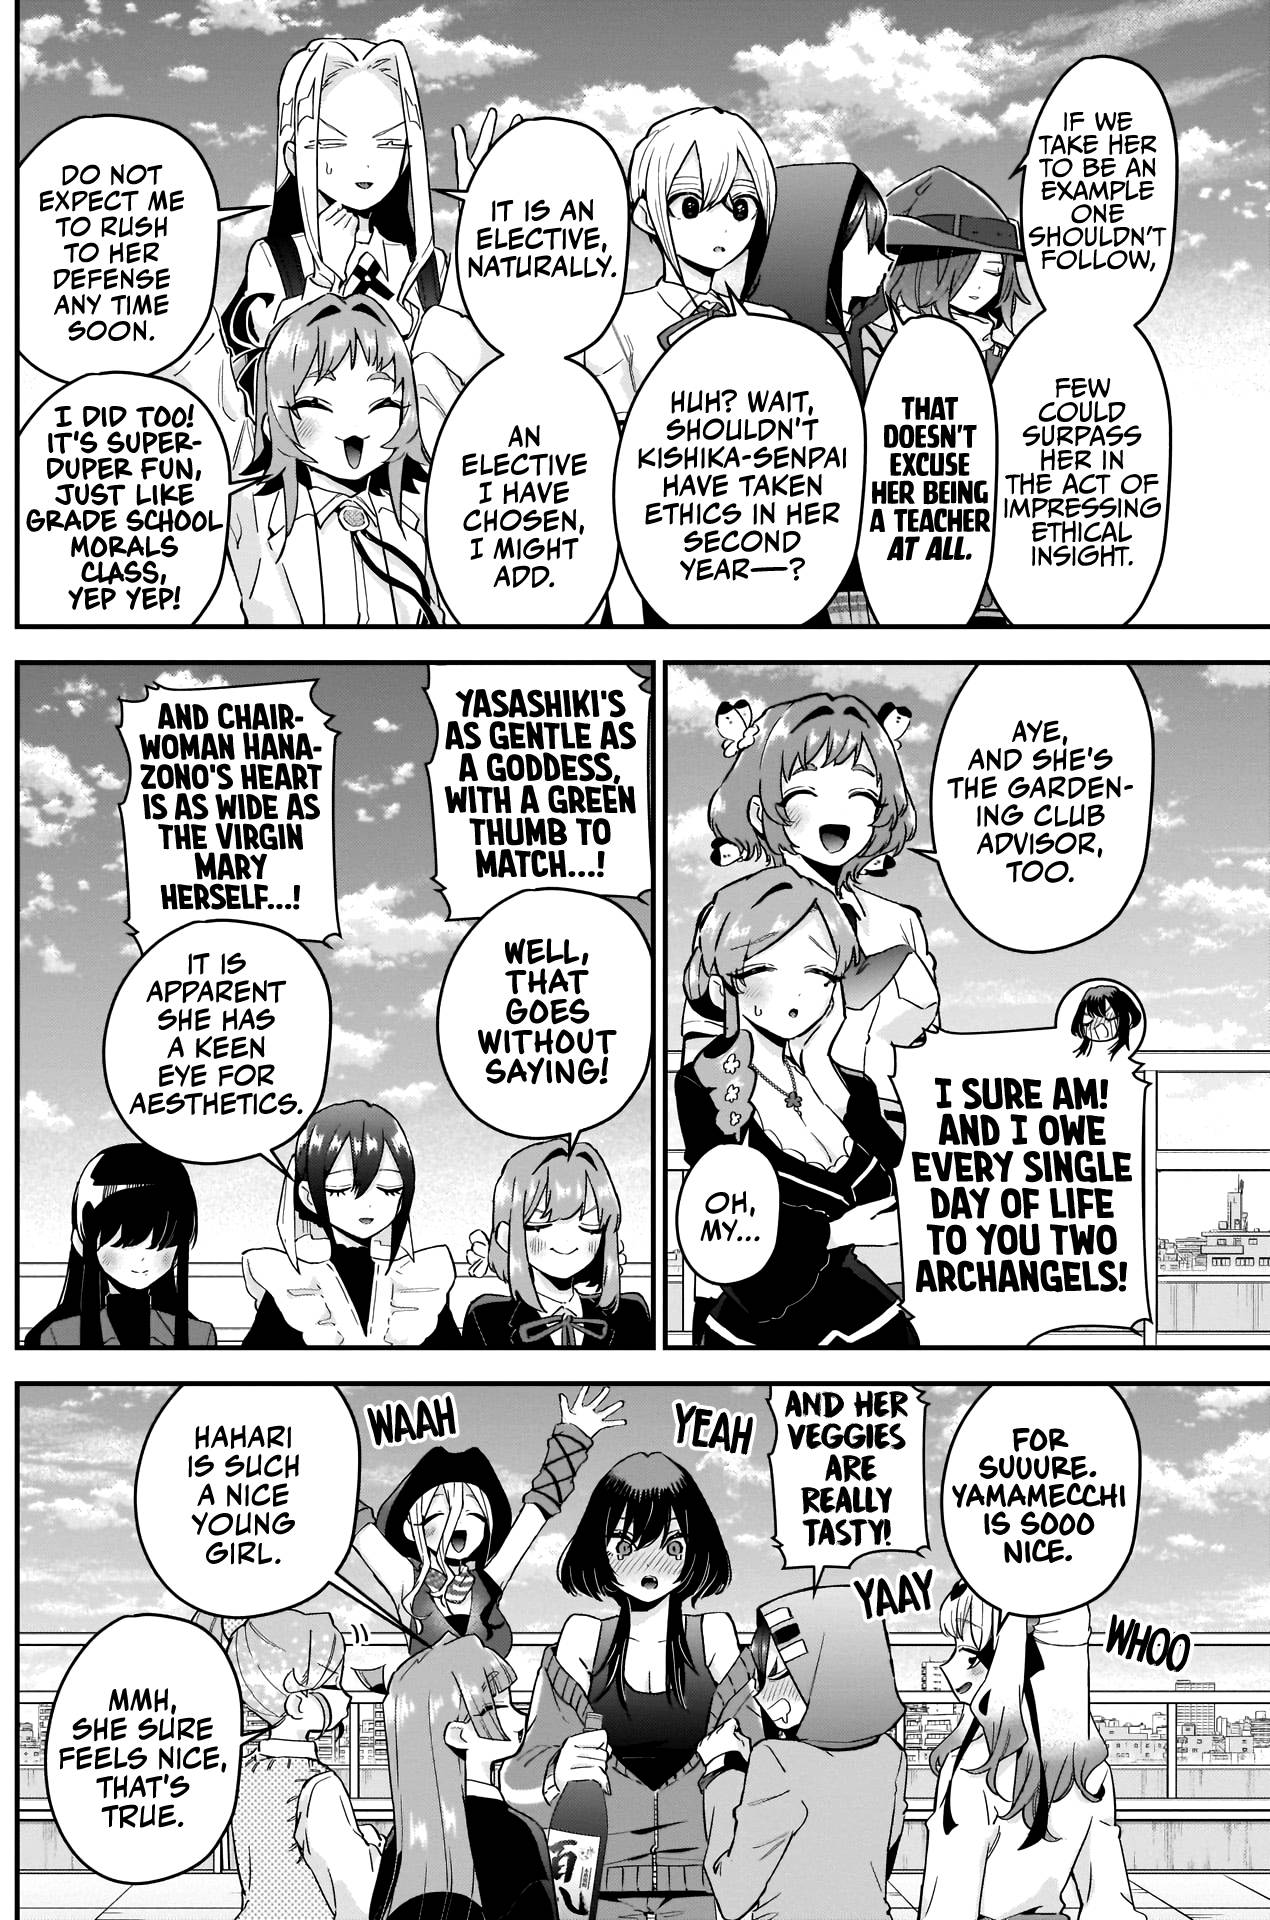 IF WE
TAKE HER
TO BE AN
EXAMPLE
ONE
SHOULDN'T
FOLLOW,
FEW
COULD
SURPASS
HER IN
THE ACT OF
IMPRESSING
ETHICAL
INSIGHT.
THAT
DOESN'T
EXCUSE
HER BEING
A TEACHER
AT ALL.
HUH? WAIT,
SHOULDN'T
KISHIKA-SENPAI
HAVE TAKEN
ETHICS IN HER
SECOND
YEAR——?
IT IS AN
ELECTIVE,
NATURALLY.
AN
ELECTIVE
I HAVE
CHOSEN,
I MIGHT
ADD.
DO NOT
EXPECT ME
TO RUSH
TO HER
DEFENSE
ANY TIME
SOON.
I DID TOO!
IT'S SUPER-
DUPER FUN,
JUST LIKE
GRADE SCHOOL
MORALS
CLASS,
YEP YEP!
AYE,
AND SHE'S
THE GARDEN-
ING CLUB
ADVISOR,
TOO.
I SURE AM!
AND I OWE
EVERY SINGLE
DAY OF LIFE
TO YOU TWO
ARCHANGELS!
OH,
MY...
YASASHIKI'S
AS GENTLE AS
A GODDESS,
WITH A GREEN
THUMB TO
MATCH...!
WELL,
THAT
GOES
WITHOUT
SAYING!
AND CHAIR-
WOMAN HANA-
ZONO'S HEART
IS AS WIDE AS
THE VIRGIN
MARY
HERSELF...!
IT IS
APPARENT
SHE HAS
A KEEN
EYE FOR
AESTHETICS.
FOR
SUUURE.
YAMAMECCHI
IS SOOO
NICE.
WHOO
YAAY
AND HER
VEGGIES
ARE
REALLY
TASTY!
YEAH
WAAH
HAHARI
IS SUCH
A NICE
YOUNG
GIRL.
MMH,
SHE SURE
FEELS NICE,
THAT'S
TRUE.